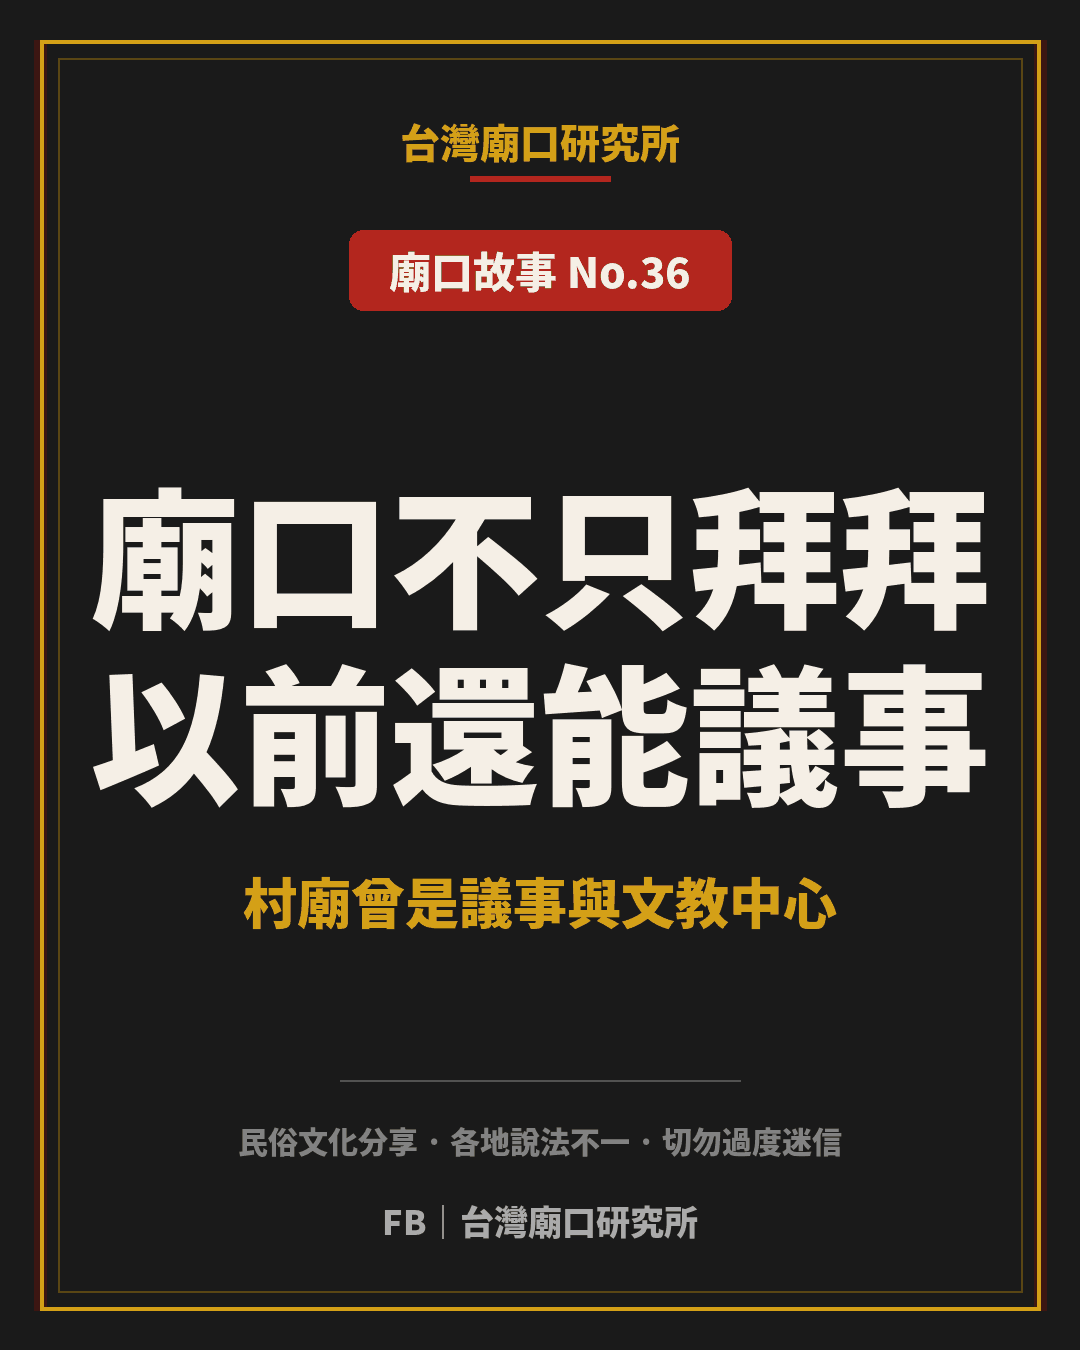 台灣廟口研究所
廟口故事 No.36
廟口不只拜拜
以前還能議事
村廟曾是議事與文教中心
民俗文化分享·各地說法不一·切勿過度迷信
FB｜台灣廟口研究所